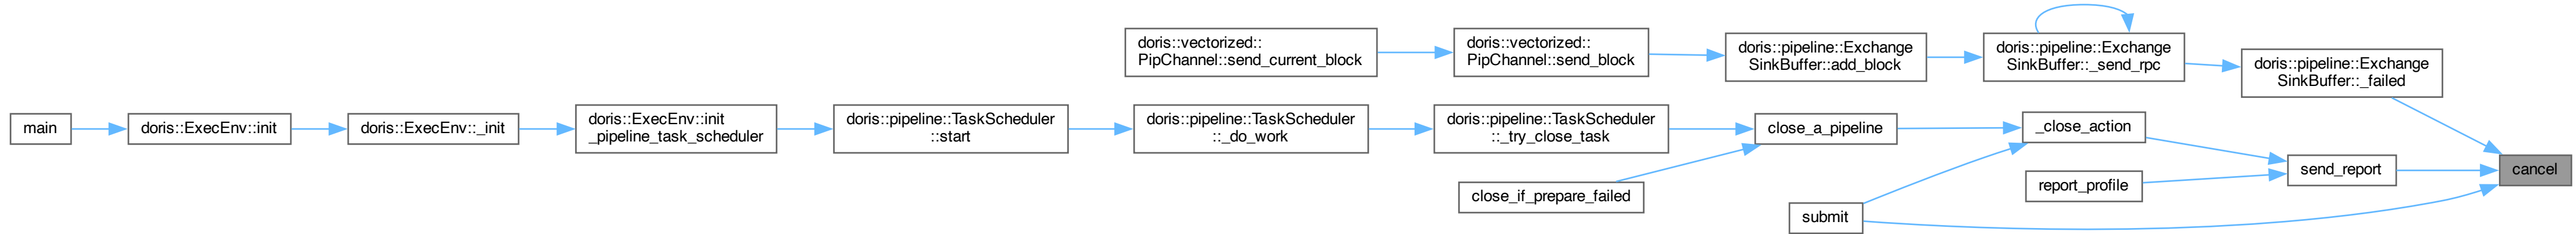 doris::vectorized::
PipChannel::send_current_block
doris::vectorized::
PipChannel::send_block
doris::pipeline::Exchange
SinkBuffer::add_block
doris::pipeline::Exchange
SinkBuffer::_send_rpc
doris::pipeline::Exchange
SinkBuffer::_failed
main
doris::ExecEnv::init
doris::ExecEnv::_init
doris::ExecEnv::init
_pipeline_task_scheduler
doris::pipeline::TaskScheduler
::start
doris::pipeline::TaskScheduler
::_do_work
doris::pipeline::TaskScheduler
::_try_close_task
close_a_pipeline
_close_action
close_if_prepare_failed
report_profile
send_report
cancel
submit